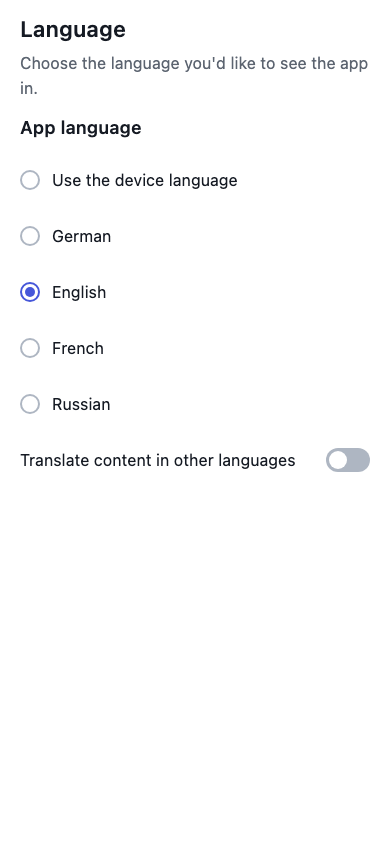 Language
Choose the language you'd like to see the app
in.
App language
Use the device language
German
English
French
Russian
Translate content in other languages